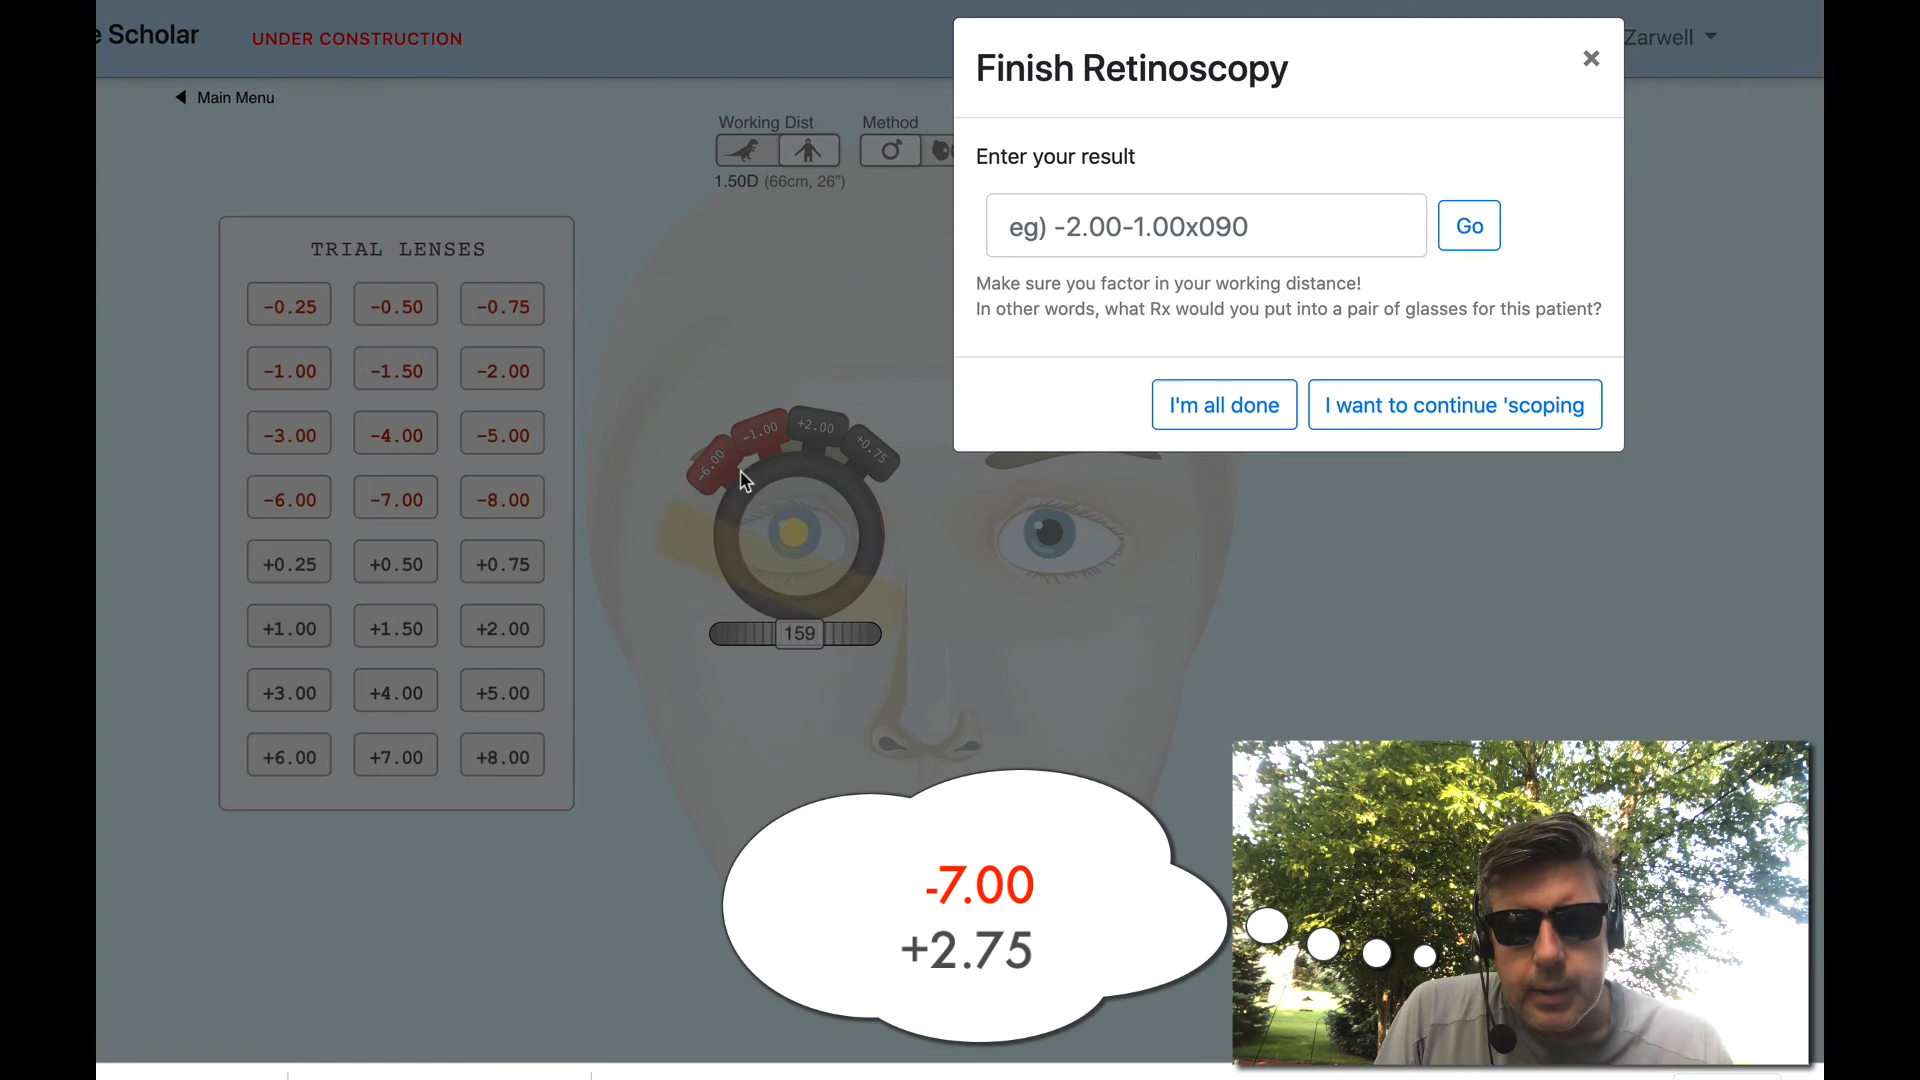 e Scholar
UNDER CONSTRUCTION
Zarwell
Main Menu
Working Dist
Method
1.50D (66cm, 26")
Finish Retinoscopy
×
Enter your result
eg) -2.00-1.00x090
Go
Make sure you factor in your working distance!
In other words, what Rx would you put into a pair of glasses for this patient?
I'm all done
I want to continue 'scoping
TRIAL LENSES
-0.25 -0.50 -0.75
-1.00 -1.50 -2.00
-3.00 -4.00 -5.00
-6.00 -7.00 -8.00
+0.25 +0.50 +0.75
+1.00 +1.50 +2.00
+3.00 +4.00 +5.00
+6.00 +7.00 +8.00
-6.00
-1.00
+2.00
+0.75
159
-7.00
+2.75